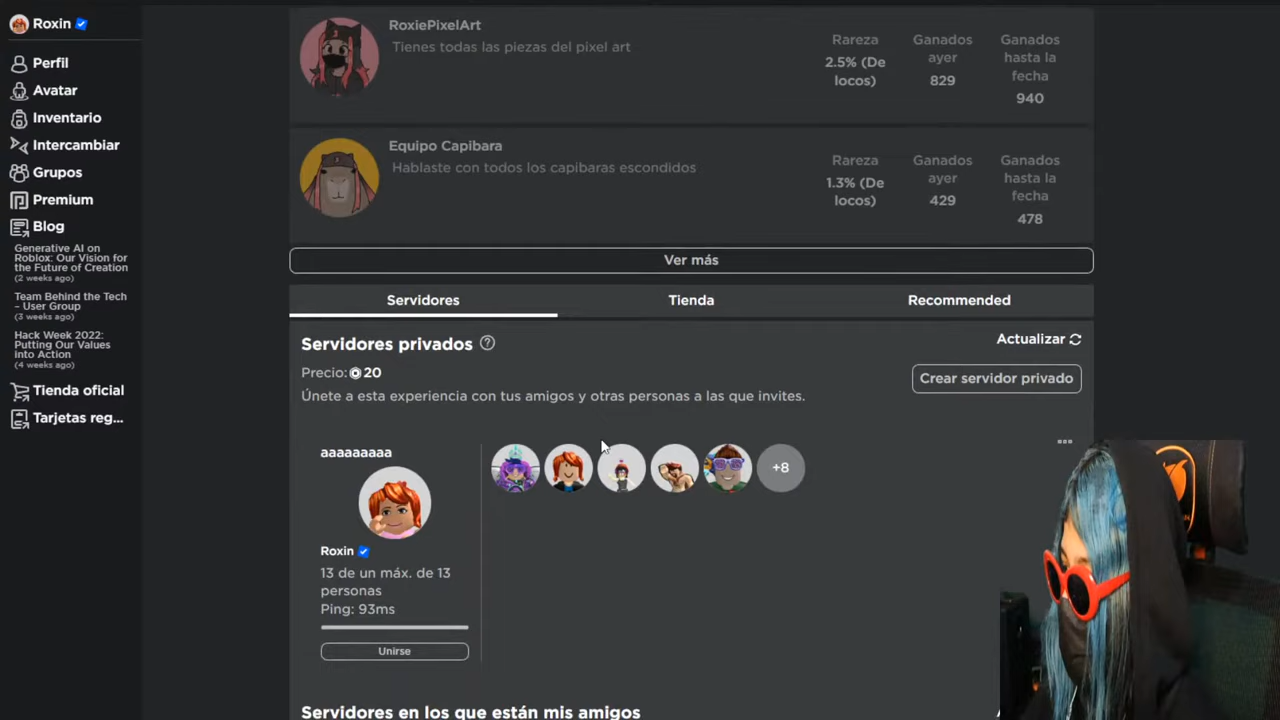 Roxin
Perfil
Avatar
Inventario
Intercambiar
Grupos
Premium
Blog
Generative AI on
Roblox: Our Vision for
the Future of Creation
(2 weeks ago)
Team Behind the Tech
– User Group
(3 weeks ago)
Hack Week 2022:
Putting Our Values
into Action
(4 weeks ago)
Tienda oficial
Tarjetas reg...
RoxiePixelArt
Tienes todas las piezas del pixel art
Rareza
2.5% (De
locos)
Ganados
ayer
829
Ganados
hasta la
fecha
940
Equipo Capibara
Hablaste con todos los capibaras escondidos
Rareza
1.3% (De
locos)
Ganados
ayer
429
Ganados
hasta la
fecha
478
Ver más
Servidores
Tienda
Recommended
Servidores privados
Actualizar
Precio: 20
Crear servidor privado
Únete a esta experiencia con tus amigos y otras personas a las que invites.
aaaaaaaaa
+8
Roxin
13 de un máx. de 13
personas
Ping: 93ms
Unirse
Servidores en los que están mis amigos